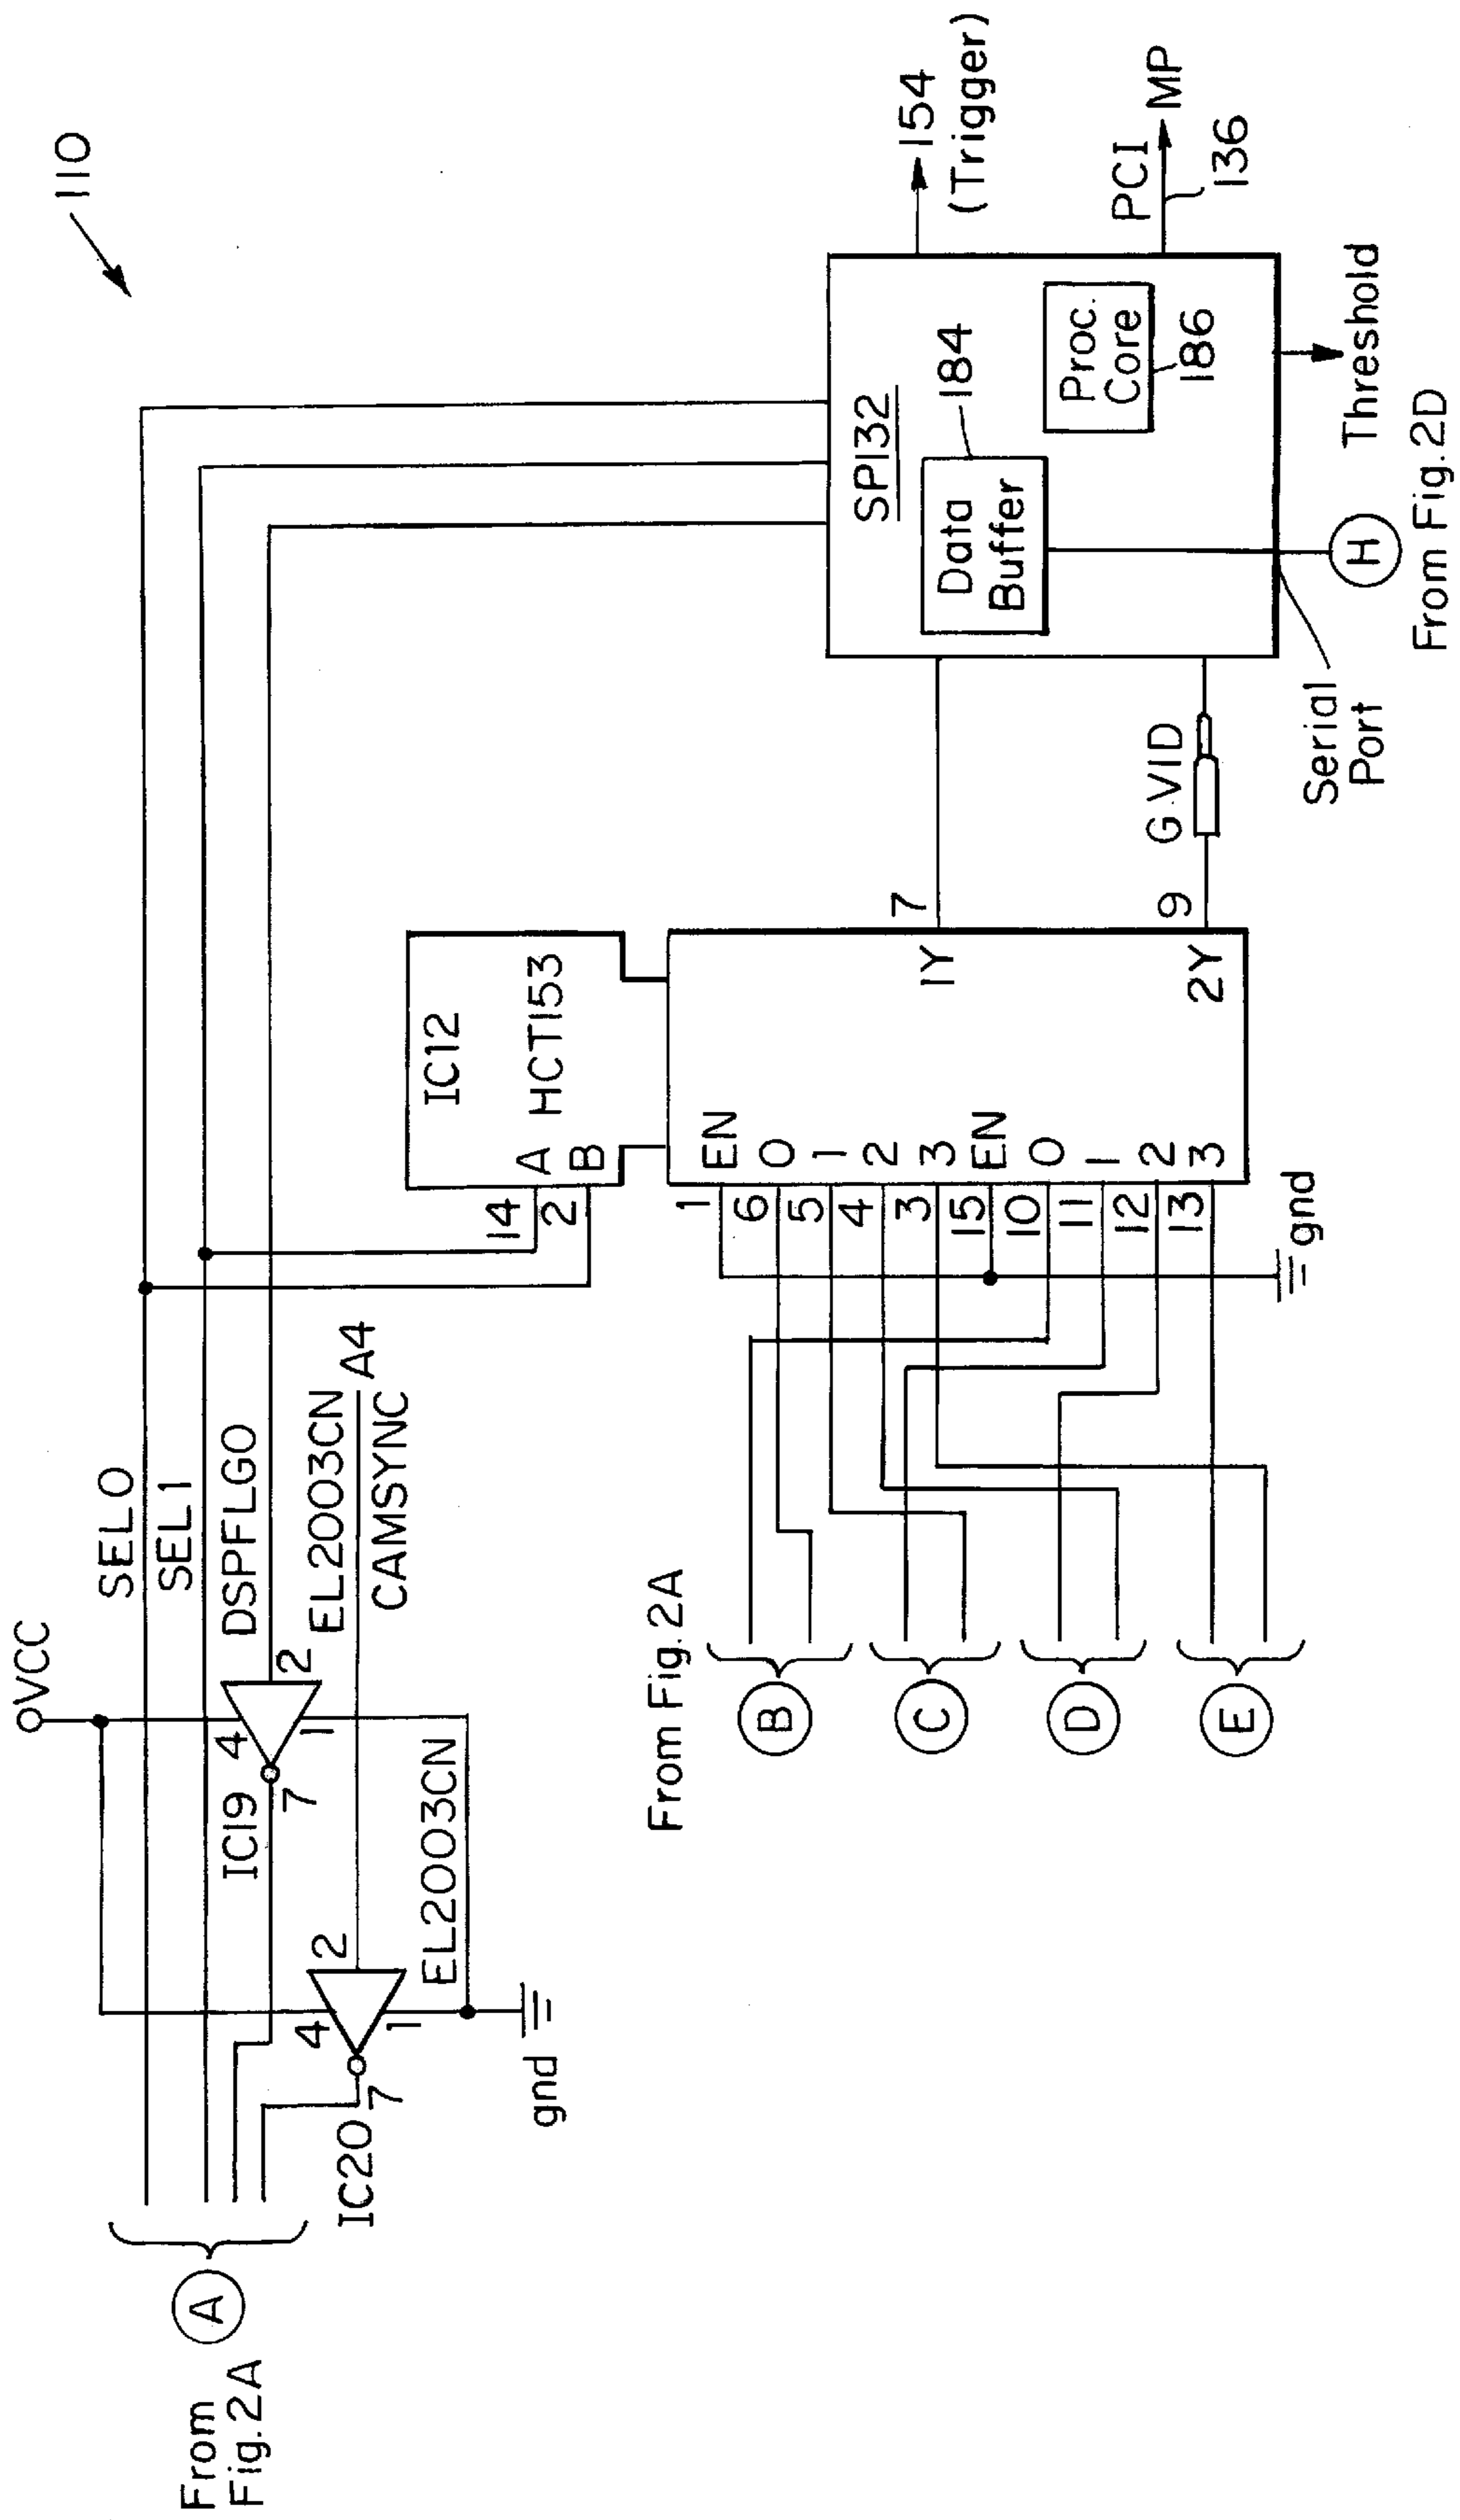 110
VCC
SEL0
SEL1
DSPFLG0
EL2003CN
A4
CAMSYNC
2
4
1
7
IC19
2
4
1
7
IC20
EL2003CN
gnd
From
Fig. 2A
A
IC12
HCT153
A
B
14
2
1
6
5
4
3
15
10
11
12
13
EN
0
1
2
3
EN
0
1
2
3
1Y
2Y
7
9
G VID
gnd
From Fig. 2A
B
C
D
E
SP132
Data
Buffer
184
Proc.
Core
186
154
(Trigger)
PCI
MP
136
Threshold
Serial
Port
H
From Fig. 2D